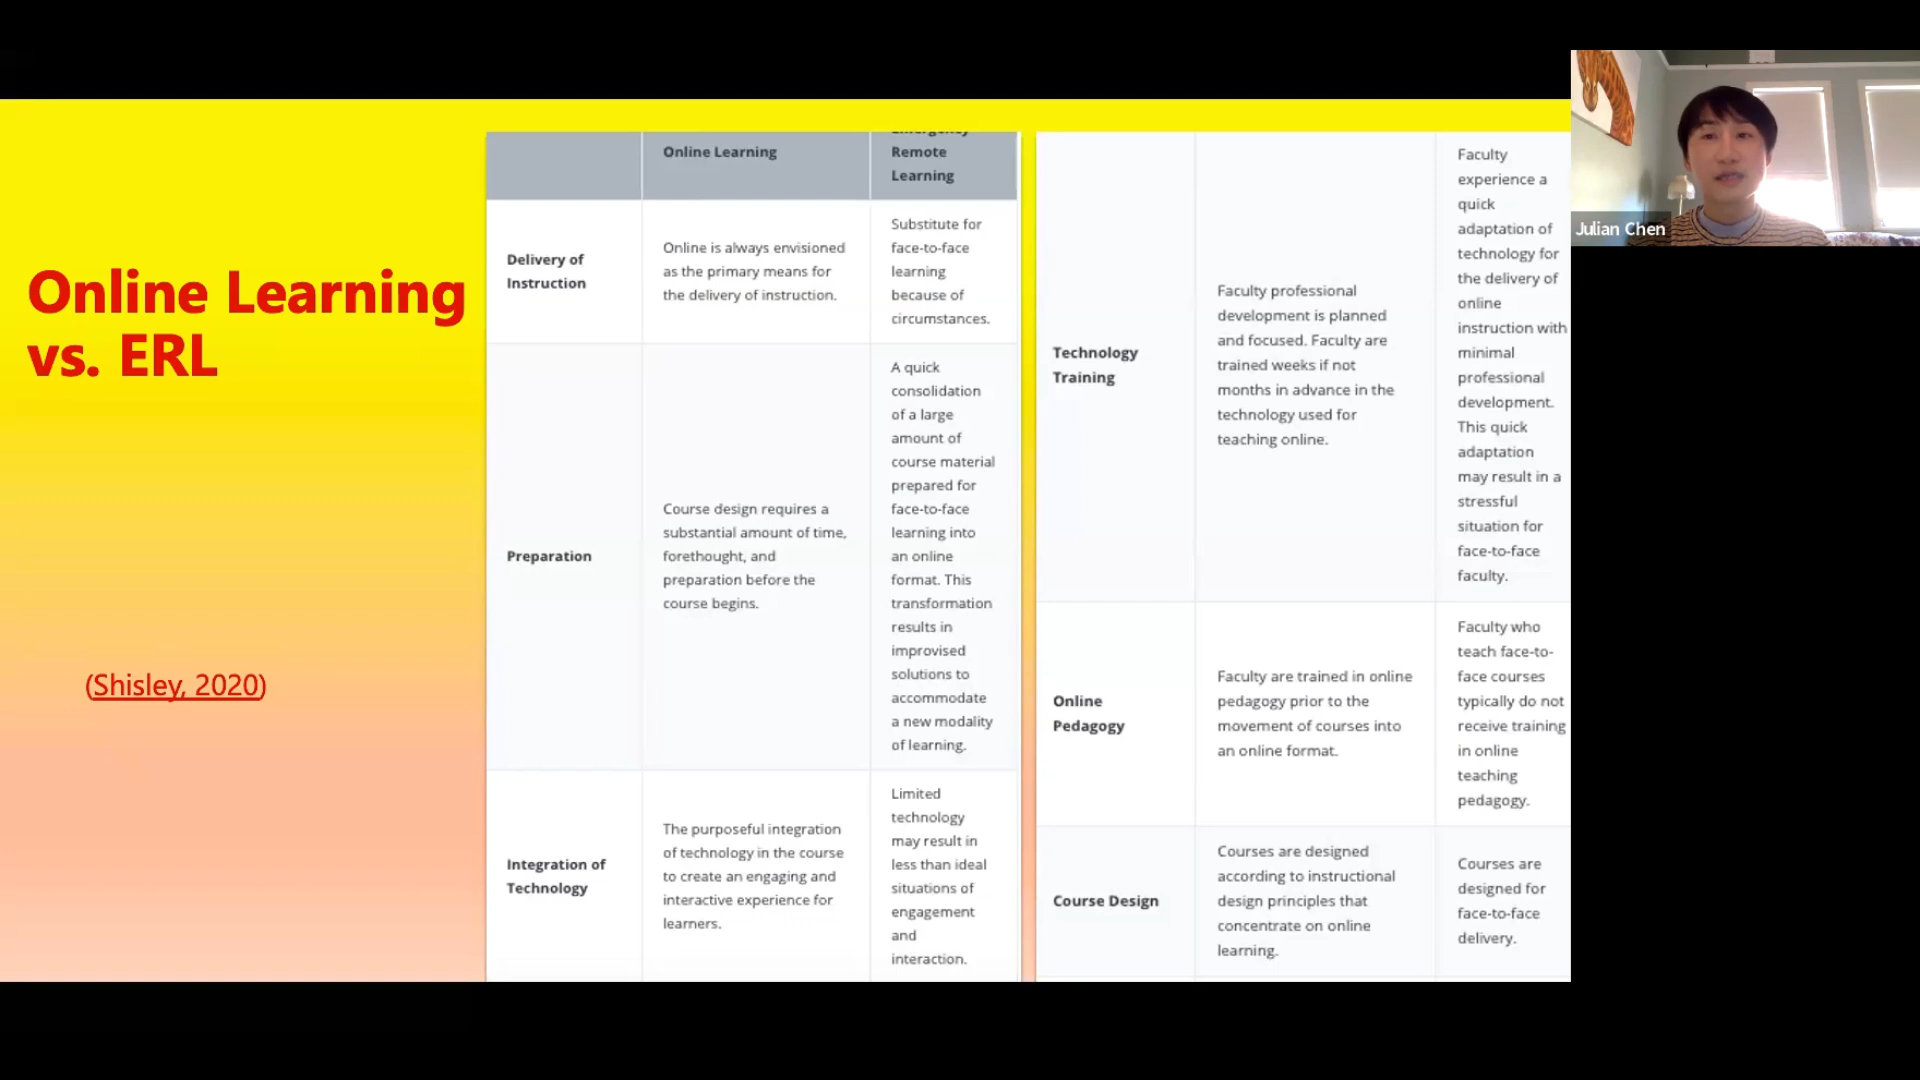 Online Learning
vs. ERL
(Shisley, 2020)
Online Learning
Emergency
Remote
Learning
Delivery of
Instruction
Online is always envisioned
as the primary means for
the delivery of instruction.
Substitute for
face-to-face
learning
because of
circumstances.
Preparation
Course design requires a
substantial amount of time,
forethought, and
preparation before the
course begins.
A quick
consolidation
of a large
amount of
course material
prepared for
face-to-face
learning into
an online
format. This
transformation
results in
improvised
solutions to
accommodate
a new modality
of learning.
Integration of
Technology
The purposeful integration
of technology in the course
to create an engaging and
interactive experience for
learners.
Limited
technology
may result in
less than ideal
situations of
engagement
and
interaction.
Technology
Training
Faculty professional
development is planned
and focused. Faculty are
trained weeks if not
months in advance in the
technology used for
teaching online.
Faculty
experience a
quick
adaptation of
technology for
the delivery of
online
instruction with
minimal
professional
development.
This quick
adaptation
may result in a
stressful
situation for
face-to-face
faculty.
Online
Pedagogy
Faculty are trained in online
pedagogy prior to the
movement of courses into
an online format.
Faculty who
teach face-to-
face courses
typically do not
receive training
in online
teaching
pedagogy.
Course Design
Courses are designed
according to instructional
design principles that
concentrate on online
learning.
Courses are
designed for
face-to-face
delivery.
Julian Chen